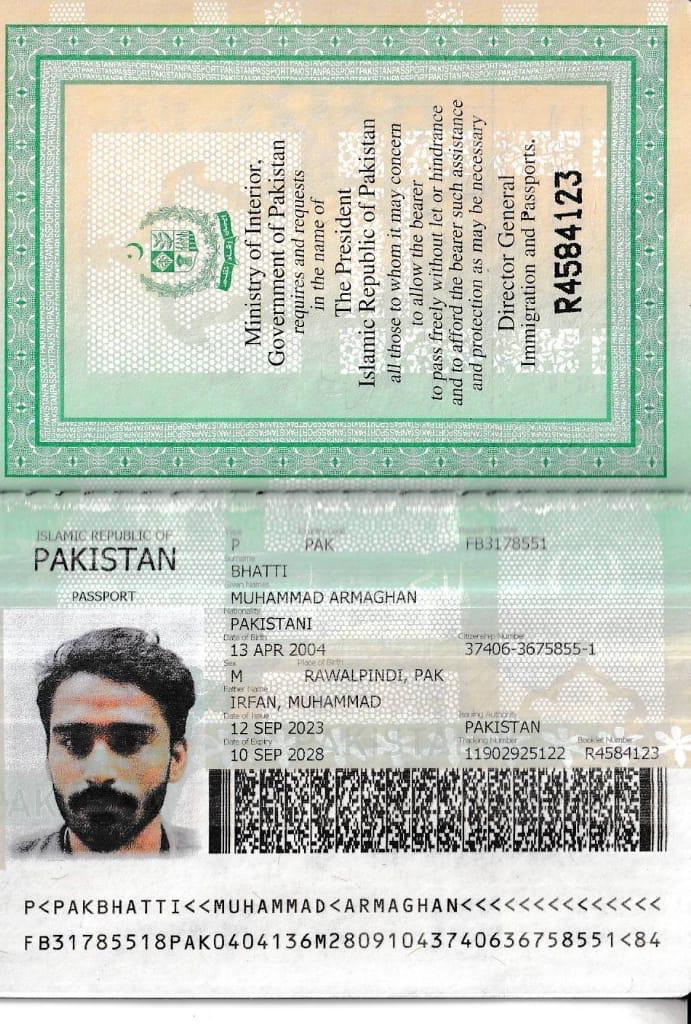 Ministry of Interior,
Government of Pakistan
requires and requests
in the name of
The President
Islamic Republic of Pakistan
all those to whom it may concern
to allow the bearer
to pass freely without let or hindrance
and to afford the bearer such assistance
and protection as may be necessary
Director General
Immigration and Passports.
R4584123
ISLAMIC REPUBLIC OF
PAKISTAN
PASSPORT
Type Country Code Passport Number
P PAK FB3178551
Surname
BHATTI
Given Names
MUHAMMAD ARMAGHAN
Nationality
PAKISTANI
Date of Birth Citizenship Number
13 APR 2004 37406-3675855-1
Sex Place of Birth
M RAWALPINDI, PAK
Father Name
IRFAN, MUHAMMAD
Date of Issue Issuing Authority
12 SEP 2023 PAKISTAN
Date of Expiry Tracking Number Booklet Number
10 SEP 2028 11902925122 R4584123
P<PAKBHATTI<<MUHAMMAD<ARMAGHAN<<<<<<<<<<<<<<
FB31785518PAK0404136M28091043740636758551<84